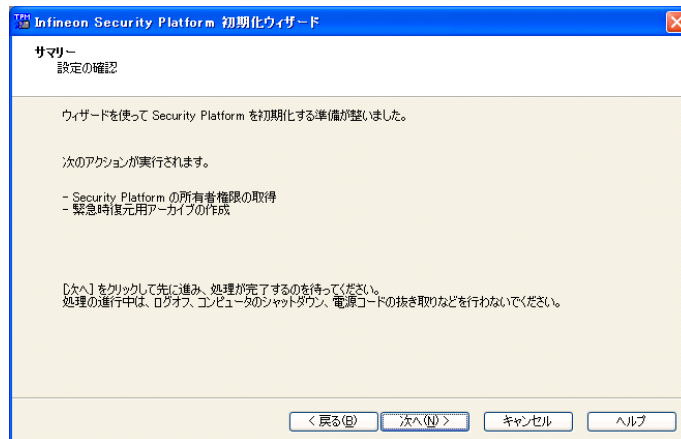 Infineon Security Platform 初期化ウィザード
サマリー
設定の確認
ウィザードを使って Security Platform を初期化する準備が整いました。
次のアクションが実行されます。
- Security Platform の所有者権限の取得
- 緊急時復元用アーカイブの作成
[次へ] をクリックして先に進み、処理が完了するのを待ってください。
処理の進行中は、ログオフ、コンピュータのシャットダウン、電源コードの抜き取りなどを行わないでください。
< 戻る(B)
次へ(N) >
キャンセル
ヘルプ